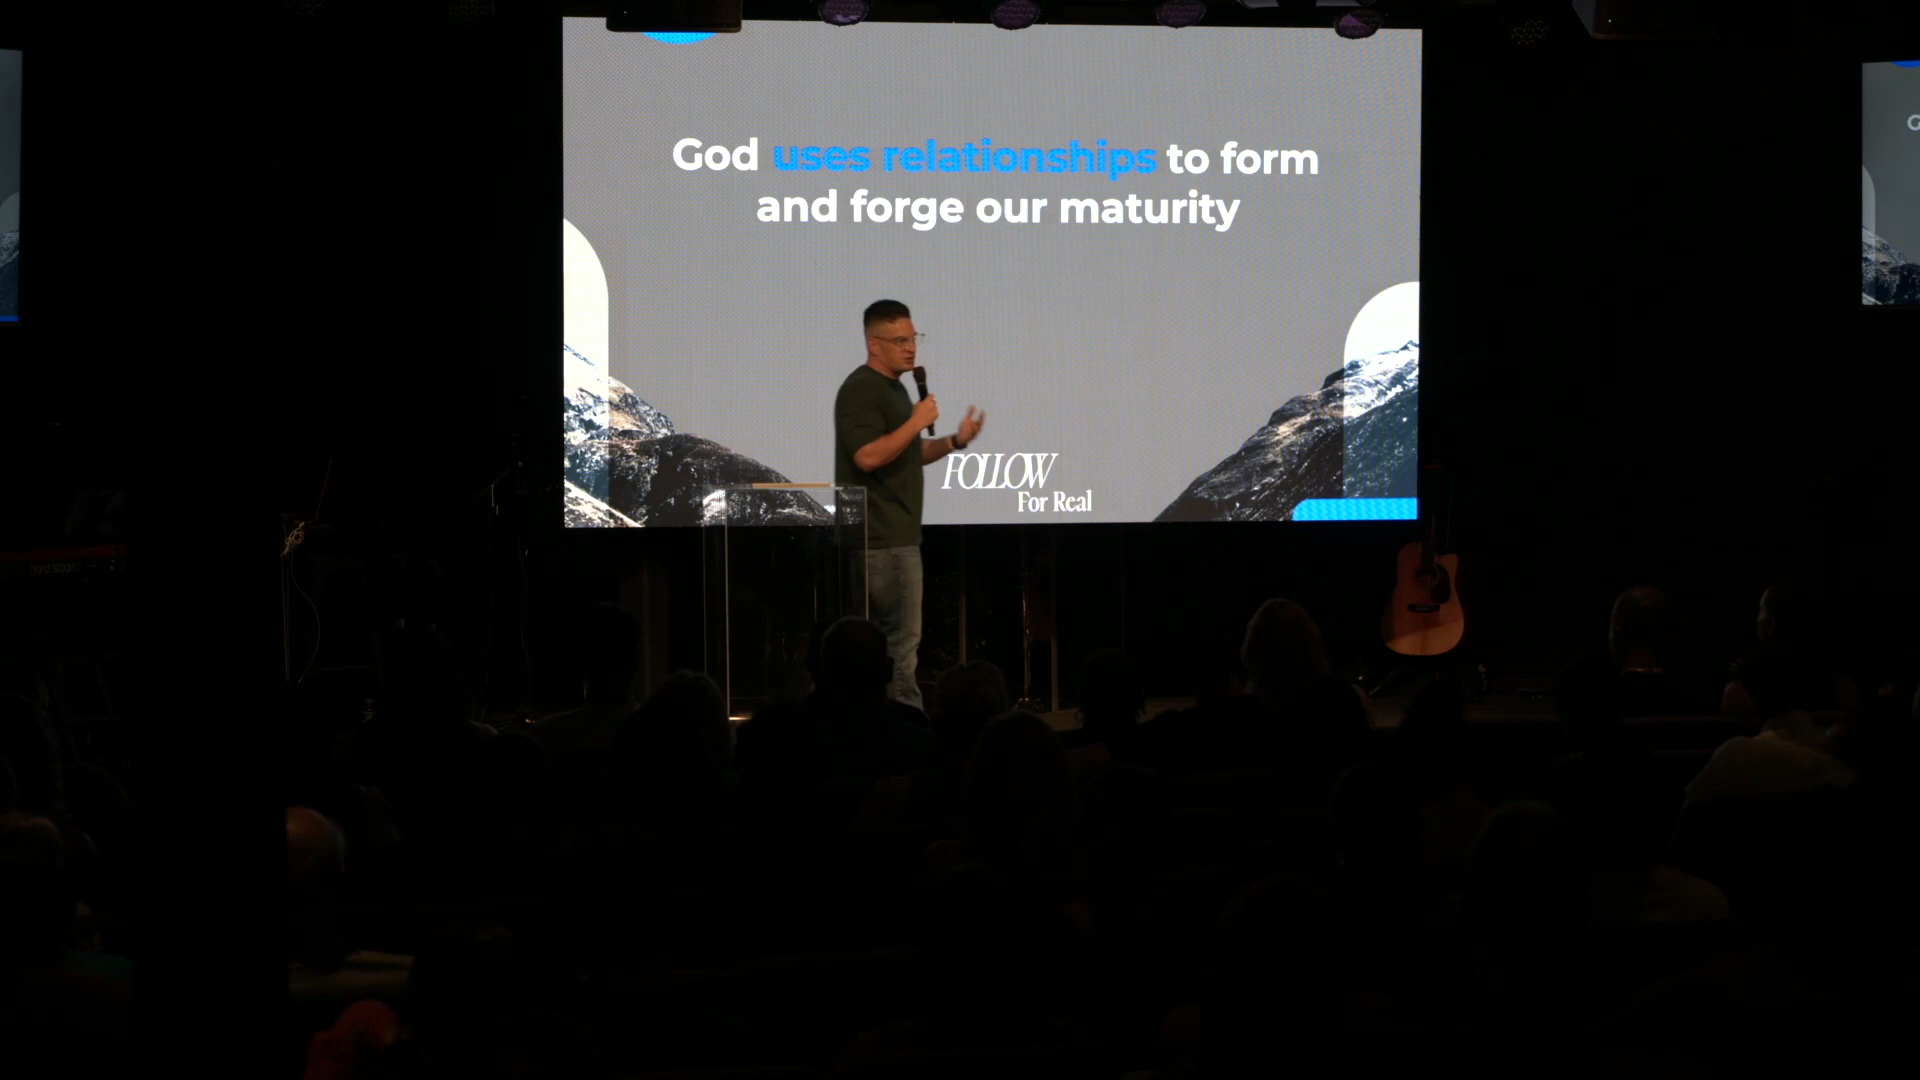 God uses relationships to form
and forge our maturity
FOLLOW
For Real
G